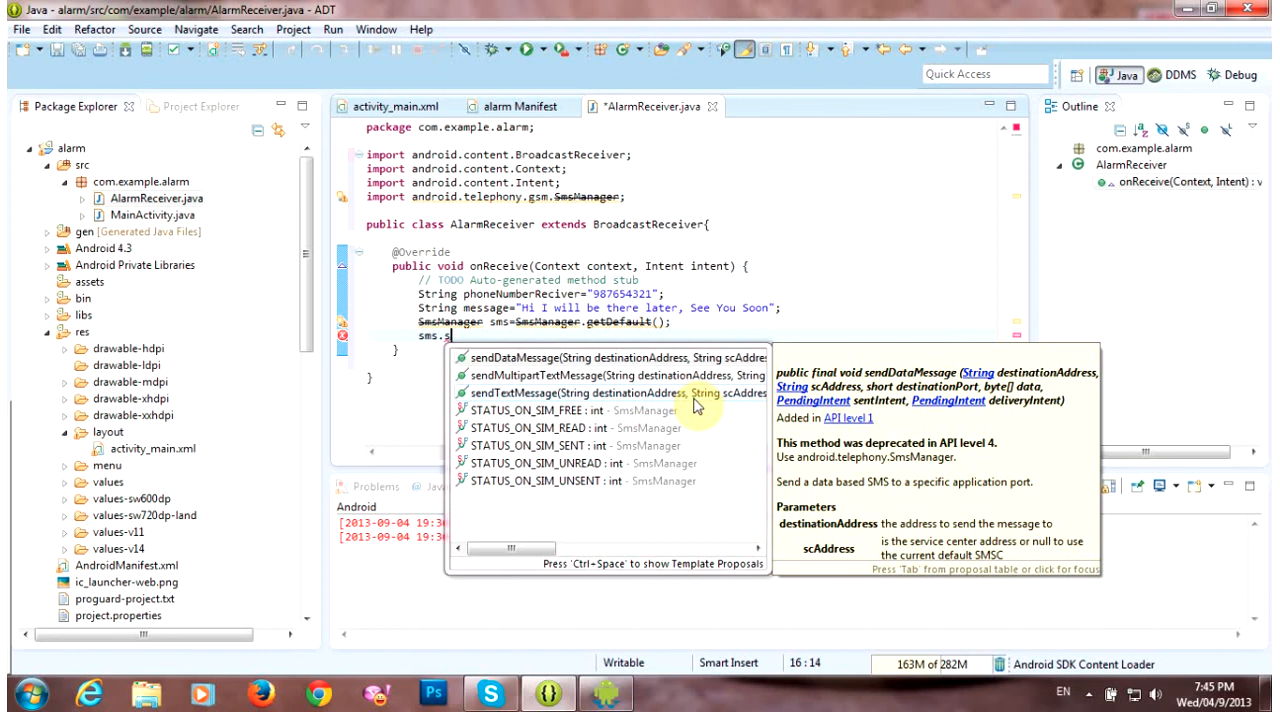 Java - alarm/src/com/example/alarm/AlarmReceiver.java - ADT
File Edit Refactor Source Navigate Search Project Run Window Help
Quick Access
Java DDMS Debug
Package Explorer Project Explorer
alarm
src
com.example.alarm
AlarmReceiver.java
MainActivity.java
gen [Generated Java Files]
Android 4.3
Android Private Libraries
assets
bin
libs
res
drawable-hdpi
drawable-ldpi
drawable-mdpi
drawable-xhdpi
drawable-xxhdpi
layout
activity_main.xml
menu
values
values-sw600dp
values-sw720dp-land
values-v11
values-v14
AndroidManifest.xml
ic_launcher-web.png
proguard-project.txt
project.properties
activity_main.xml alarm Manifest *AlarmReceiver.java
package com.example.alarm;
import android.content.BroadcastReceiver;
import android.content.Context;
import android.content.Intent;
import android.telephony.gsm.SmsManager;
public class AlarmReceiver extends BroadcastReceiver{
@Override
public void onReceive(Context context, Intent intent) {
// TODO Auto-generated method stub
String phoneNumberReciver="987654321";
String message="Hi I will be there later, See You Soon";
SmsManager sms=SmsManager.getDefault();
sms.s
}
}
sendDataMessage(String destinationAddress, String scAddres
sendMultipartTextMessage(String destinationAddress, String
sendTextMessage(String destinationAddress, String scAddres
STATUS_ON_SIM_FREE : int - SmsManager
STATUS_ON_SIM_READ : int - SmsManager
STATUS_ON_SIM_SENT : int - SmsManager
STATUS_ON_SIM_UNREAD : int - SmsManager
STATUS_ON_SIM_UNSENT : int - SmsManager
Press 'Ctrl+Space' to show Template Proposals
public final void sendDataMessage (String destinationAddress,
String scAddress, short destinationPort, byte[] data,
PendingIntent sentIntent, PendingIntent deliveryIntent)
Added in API level 1
This method was deprecated in API level 4.
Use android.telephony.SmsManager.
Send a data based SMS to a specific application port.
Parameters
destinationAddress the address to send the message to
scAddress is the service center address or null to use
the current default SMSC
Press 'Tab' from proposal table or click for focus
Outline
com.example.alarm
AlarmReceiver
onReceive(Context, Intent) : v
Problems @ Jav
Android
[2013-09-04 19:36
[2013-09-04 19:36
Writable Smart Insert 16 : 14 163M of 282M Android SDK Content Loader
EN 7:45 PM
Wed/04/9/2013